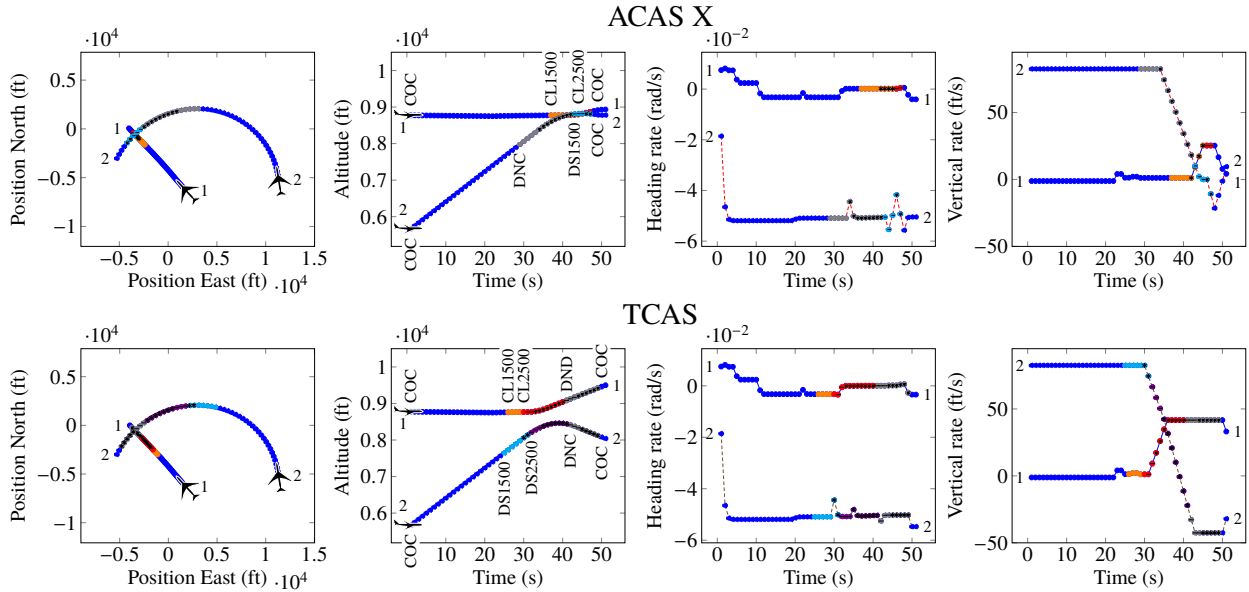 ACAS X
·10⁴
Position North (ft)
0.5
0
−0.5
−1
1
2
1
2
−0.5 0 0.5 1 1.5
Position East (ft) ·10⁴
·10⁴
Altitude (ft)
1
0.9
0.8
0.7
0.6
COC
1
2
COC
DNC
CL1500
DS1500
CL2500
COC
COC
1
2
0 10 20 30 40 50
Time (s)
·10⁻²
Heading rate (rad/s)
0
−2
−4
−6
1
2
1
2
0 10 20 30 40 50
Time (s)
Vertical rate (ft/s)
50
0
−50
2
1
2
1
0 10 20 30 40 50
Time (s)
TCAS
·10⁴
Position North (ft)
0.5
0
−0.5
−1
1
2
1
2
−0.5 0 0.5 1 1.5
Position East (ft) ·10⁴
·10⁴
Altitude (ft)
1
0.9
0.8
0.7
0.6
COC
1
2
COC
CL1500
CL2500
DS1500
DS2500
DND
DNC
COC
COC
1
2
0 10 20 30 40 50
Time (s)
·10⁻²
Heading rate (rad/s)
0
−2
−4
−6
1
2
1
2
0 10 20 30 40 50
Time (s)
Vertical rate (ft/s)
50
0
−50
2
1
1
2
0 10 20 30 40 50
Time (s)